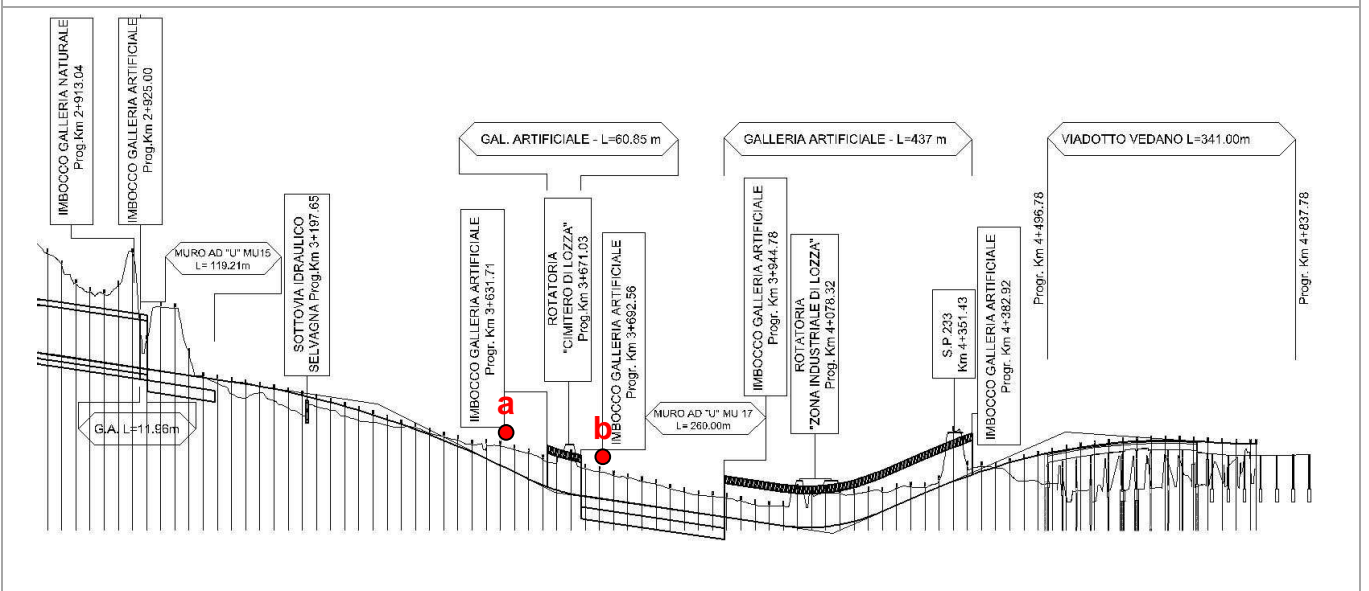 IMBOCCO GALLERIA NATURALE
Prog.Km 2+913.04
IMBOCCO GALLERIA ARTIFICIALE
Prog.Km 2+925.00
MURO AD "U" MU15
L= 119.21m
G.A. L=11.96m
SOTTOVIA IDRAULICO
SELVAGNA Prog.Km 3+197.65
GAL. ARTIFICIALE - L=60.85 m
IMBOCCO GALLERIA ARTIFICIALE
Progr. Km 3+631.71
a
ROTATORIA
"CIMITERO DI LOZZA"
Prog.Km 3+671.03
b
IMBOCCO GALLERIA ARTIFICIALE
Progr. Km 3+692.56
MURO AD "U" MU 17
L= 260.00m
GALLERIA ARTIFICIALE - L=437 m
IMBOCCO GALLERIA ARTIFICIALE
Progr. Km 3+944.78
ROTATORIA
"ZONA INDUSTRIALE DI LOZZA"
Prog. Km 4+078.32
S.P.233
Km 4+351.43
IMBOCCO GALLERIA ARTIFICIALE
Progr. Km 4+382.92
VIADOTTO VEDANO L=341.00m
Progr. Km 4+496.78
Progr. Km 4+837.78